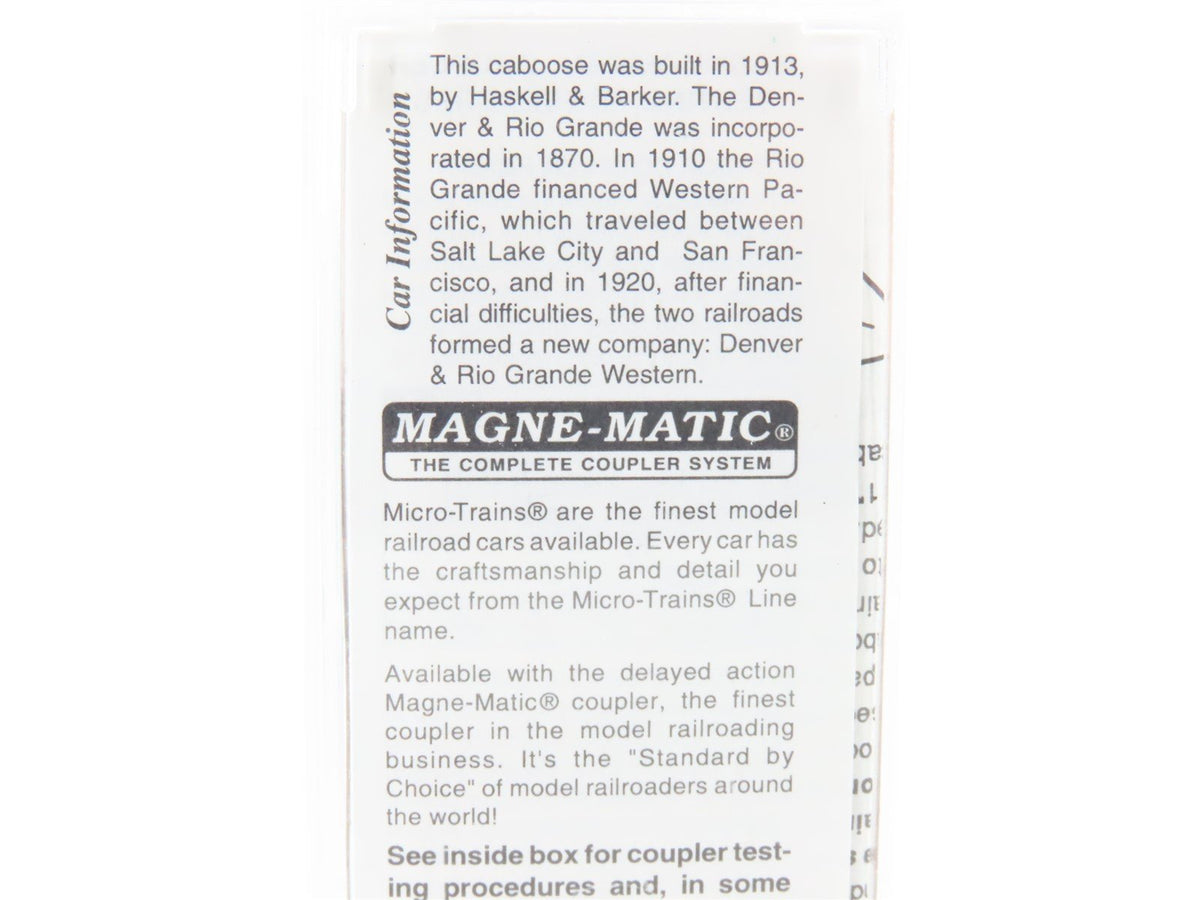 Car Information
This caboose was built in 1913,
by Haskell & Barker. The Den-
ver & Rio Grande was incorpo-
rated in 1870. In 1910 the Rio
Grande financed Western Pa-
cific, which traveled between
Salt Lake City and San Fran-
cisco, and in 1920, after finan-
cial difficulties, the two railroads
formed a new company: Denver
& Rio Grande Western.
MAGNE-MATIC®
THE COMPLETE COUPLER SYSTEM
Micro-Trains® are the finest model
railroad cars available. Every car has
the craftsmanship and detail you
expect from the Micro-Trains® Line
name.
Available with the delayed action
Magne-Matic® coupler, the finest
coupler in the model railroading
business. It's the "Standard by
Choice" of model railroaders around
the world!
See inside box for coupler test-
ing procedures and, in some